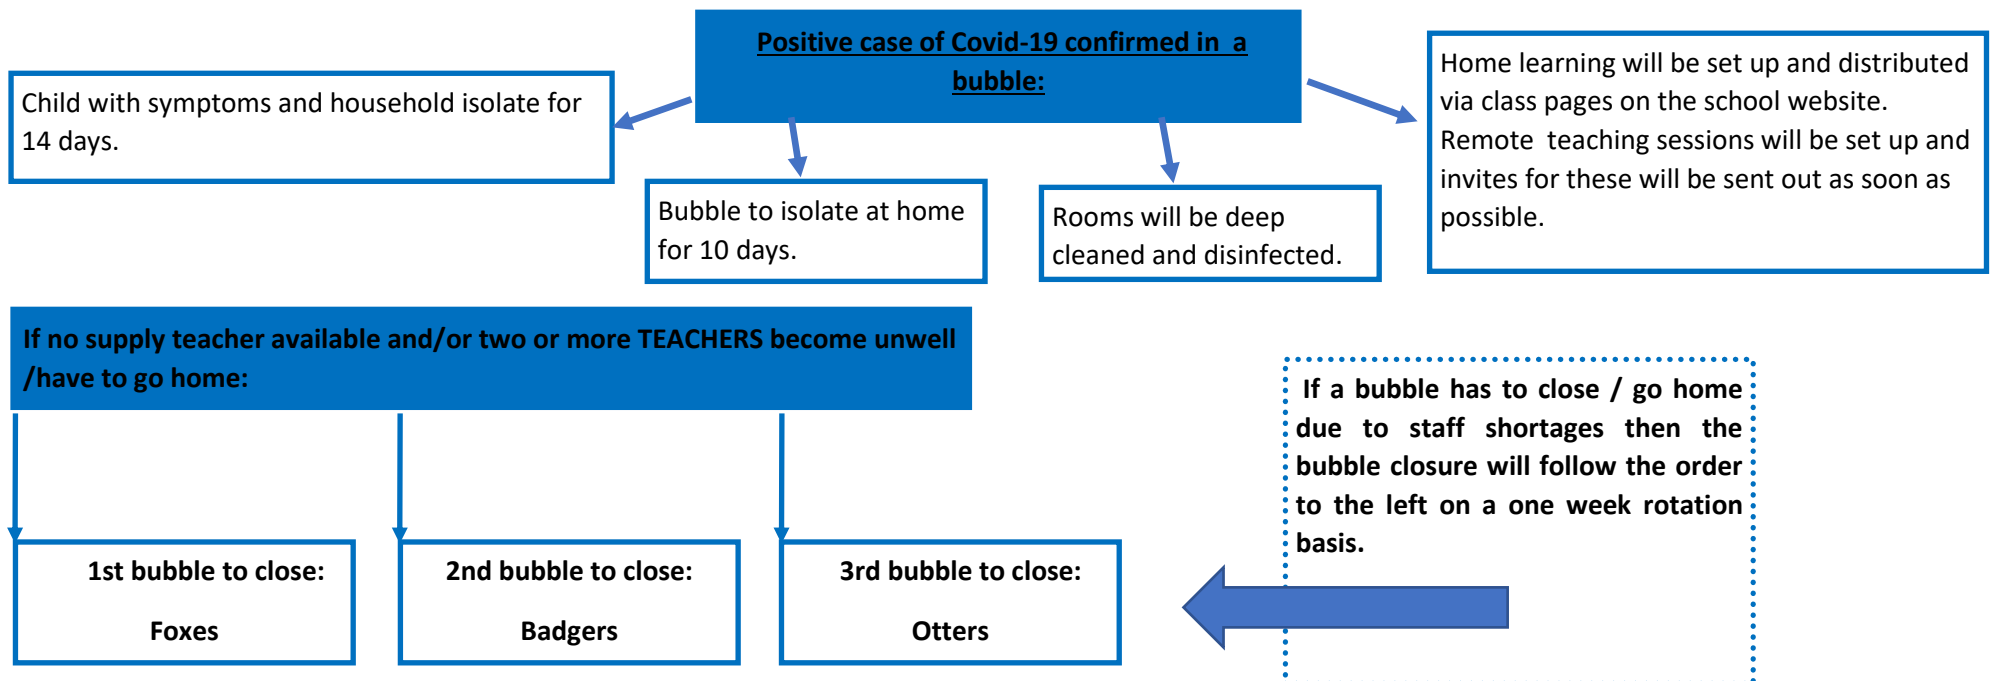 Positive case of Covid-19 confirmed in a
bubble:
Child with symptoms and household isolate for
14 days.
Bubble to isolate at home
for 10 days.
Rooms will be deep
cleaned and disinfected.
Home learning will be set up and distributed
via class pages on the school website.
Remote teaching sessions will be set up and
invites for these will be sent out as soon as
possible.
If no supply teacher available and/or two or more TEACHERS become unwell
/have to go home:
1st bubble to close:
Foxes
2nd bubble to close:
Badgers
3rd bubble to close:
Otters
If a bubble has to close / go home
due to staff shortages then the
bubble closure will follow the order
to the left on a one week rotation
basis.